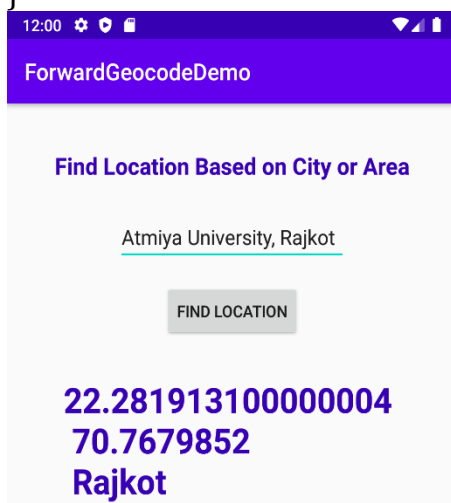 }
12:00
ForwardGeocodeDemo
Find Location Based on City or Area
Atmiya University, Rajkot
FIND LOCATION
22.281913100000004
70.7679852
Rajkot